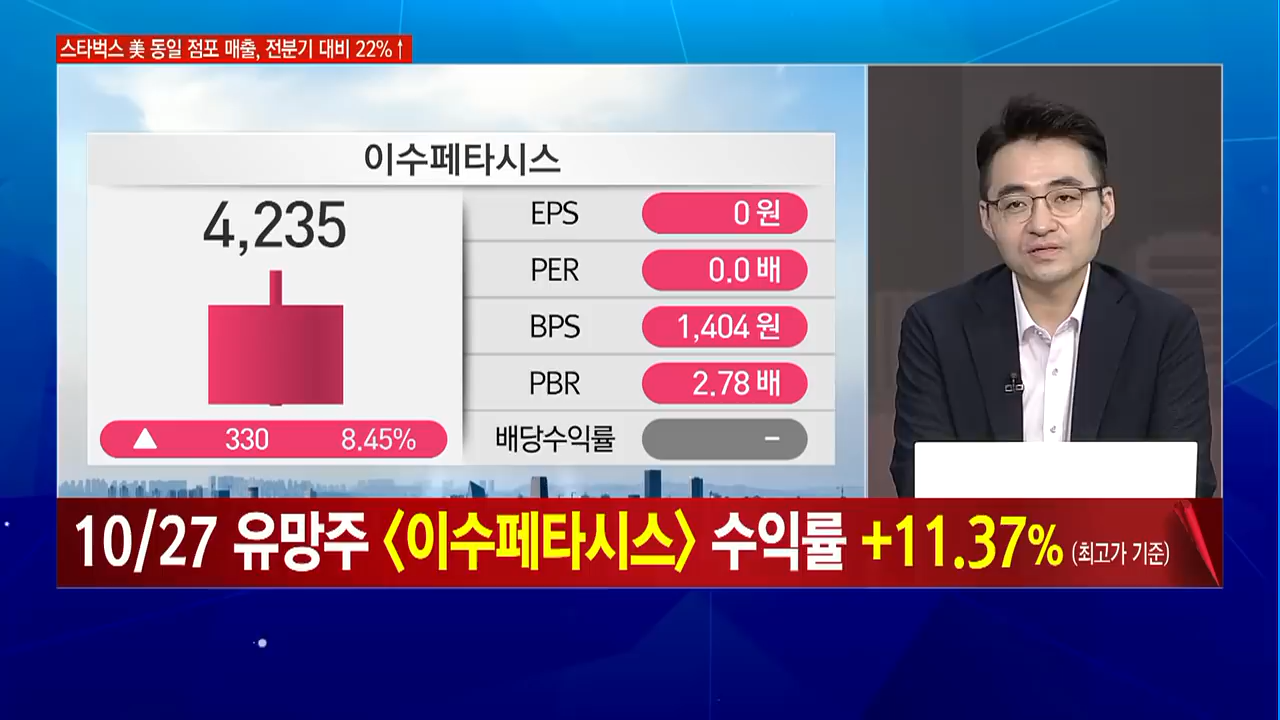 스타벅스 美 동일 점포 매출, 전분기 대비 22%↑
이수페타시스
4,235
▲ 330 8.45%
EPS 0 원
PER 0.0 배
BPS 1,404 원
PBR 2.78 배
배당수익률 -
10/27 유망주 <이수페타시스> 수익률 +11.37% (최고가 기준)